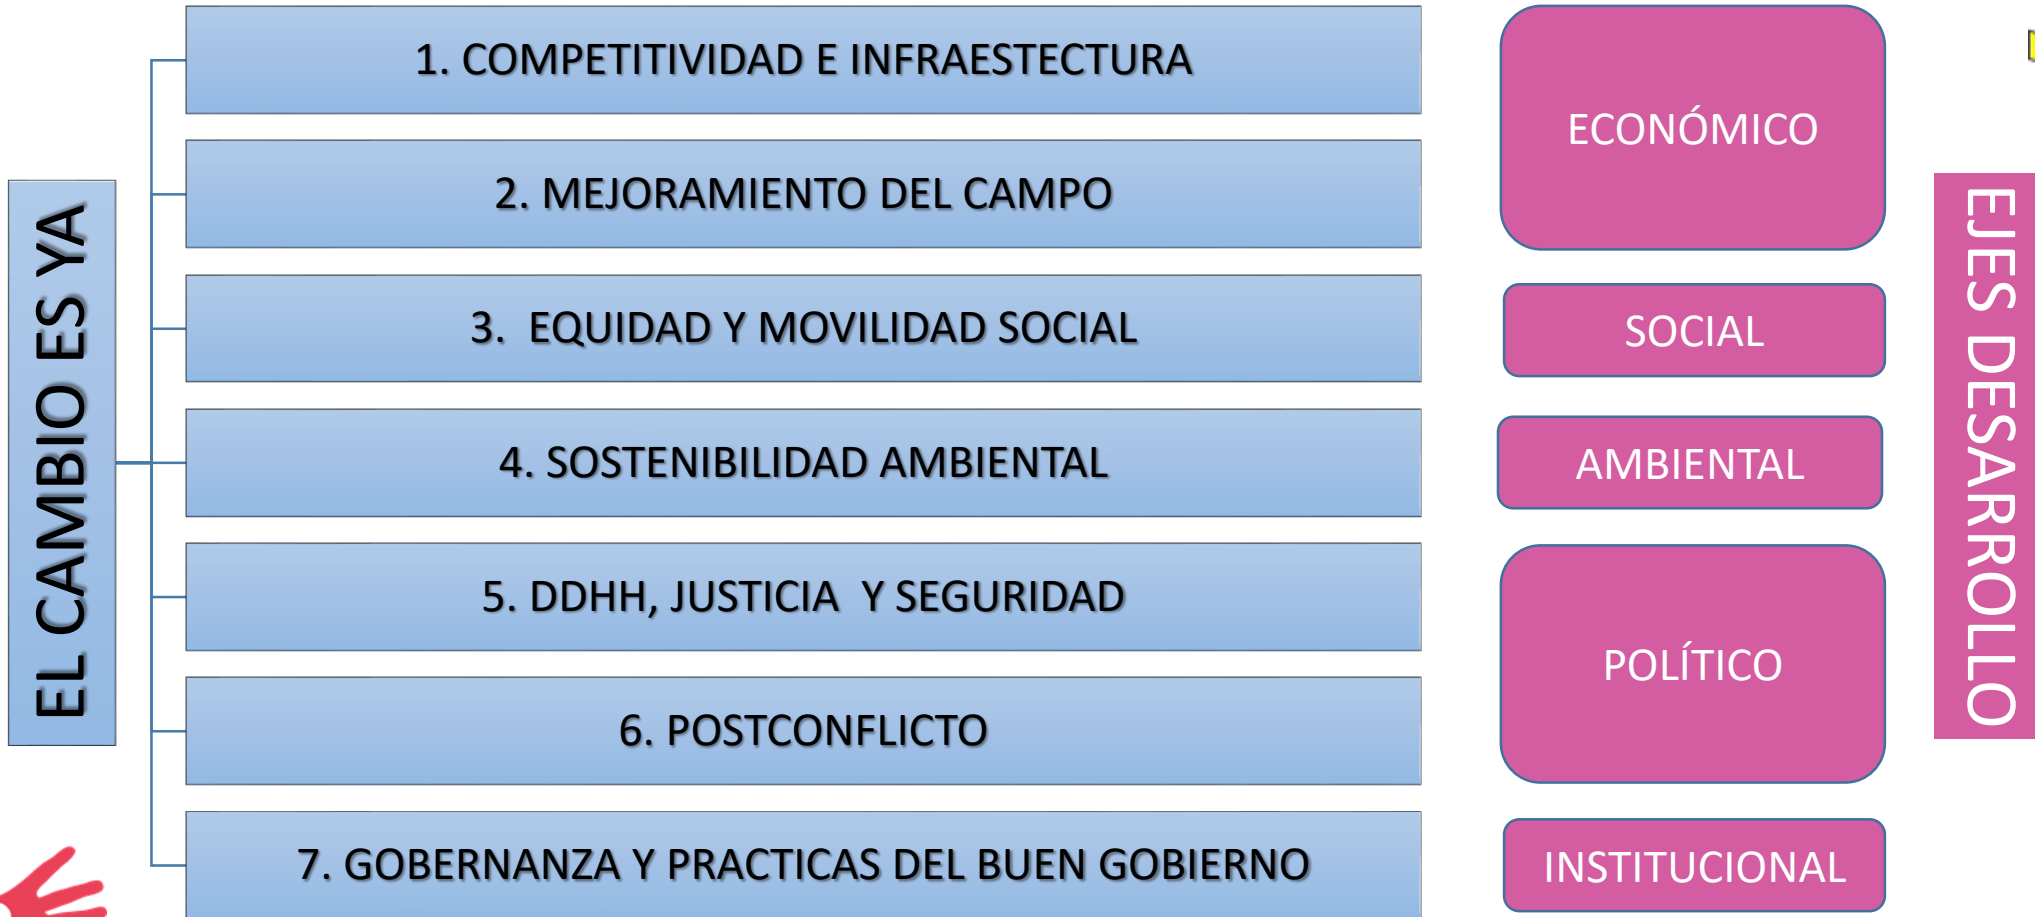 EL CAMBIO ES YA
1. COMPETITIVIDAD E INFRAESTECTURA
2. MEJORAMIENTO DEL CAMPO
3. EQUIDAD Y MOVILIDAD SOCIAL
4. SOSTENIBILIDAD AMBIENTAL
5. DDHH, JUSTICIA Y SEGURIDAD
6. POSTCONFLICTO
7. GOBERNANZA Y PRACTICAS DEL BUEN GOBIERNO
ECONÓMICO
SOCIAL
AMBIENTAL
POLÍTICO
INSTITUCIONAL
EJES DESARROLLO